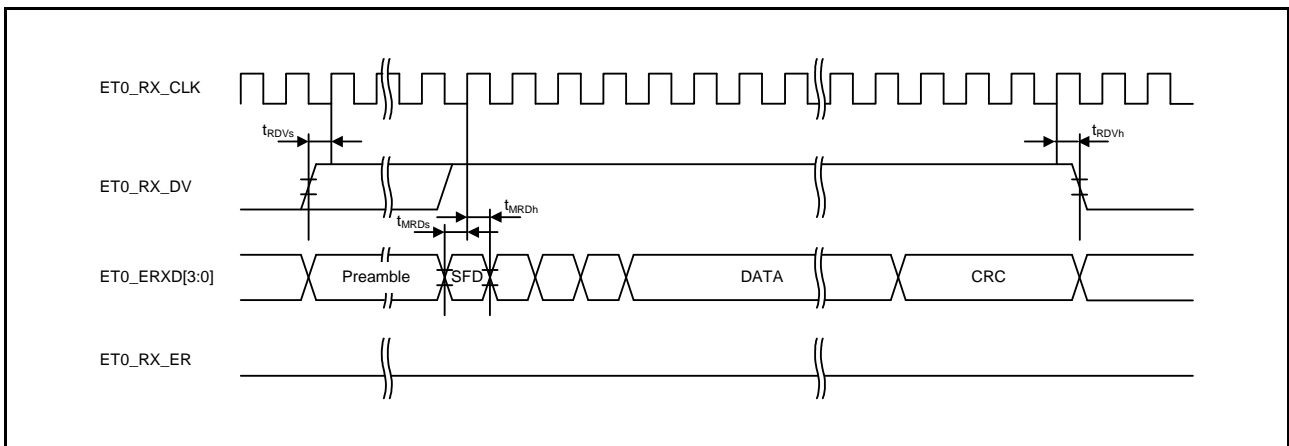 ET0_RX_CLK
tRDVs
tRDVh
ET0_RX_DV
tMRDs
tMRDh
ET0_ERXD[3:0]
Preamble
SFD
DATA
CRC
ET0_RX_ER